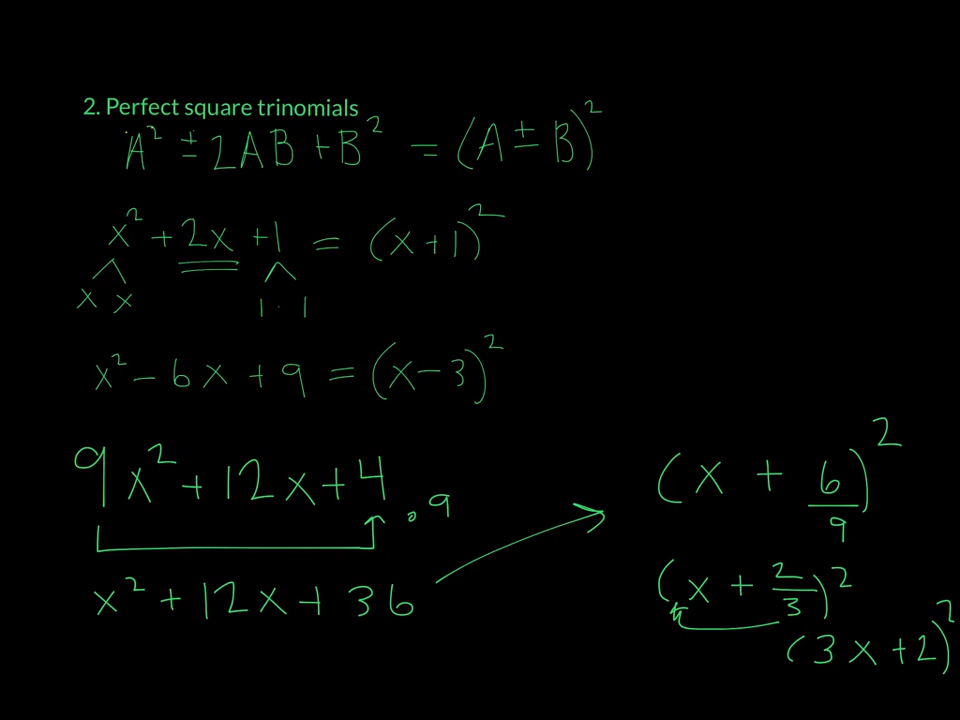 2. Perfect square trinomials
A² ± 2AB + B² = (A ± B)²
x² + 2x + 1 = (x + 1)²
x x 1 · 1
x² − 6x + 9 = (x − 3)²
9x² + 12x + 4 · 9
x² + 12x + 36
(x + 6/9)²
(x + 2/3)²
(3x + 2)²